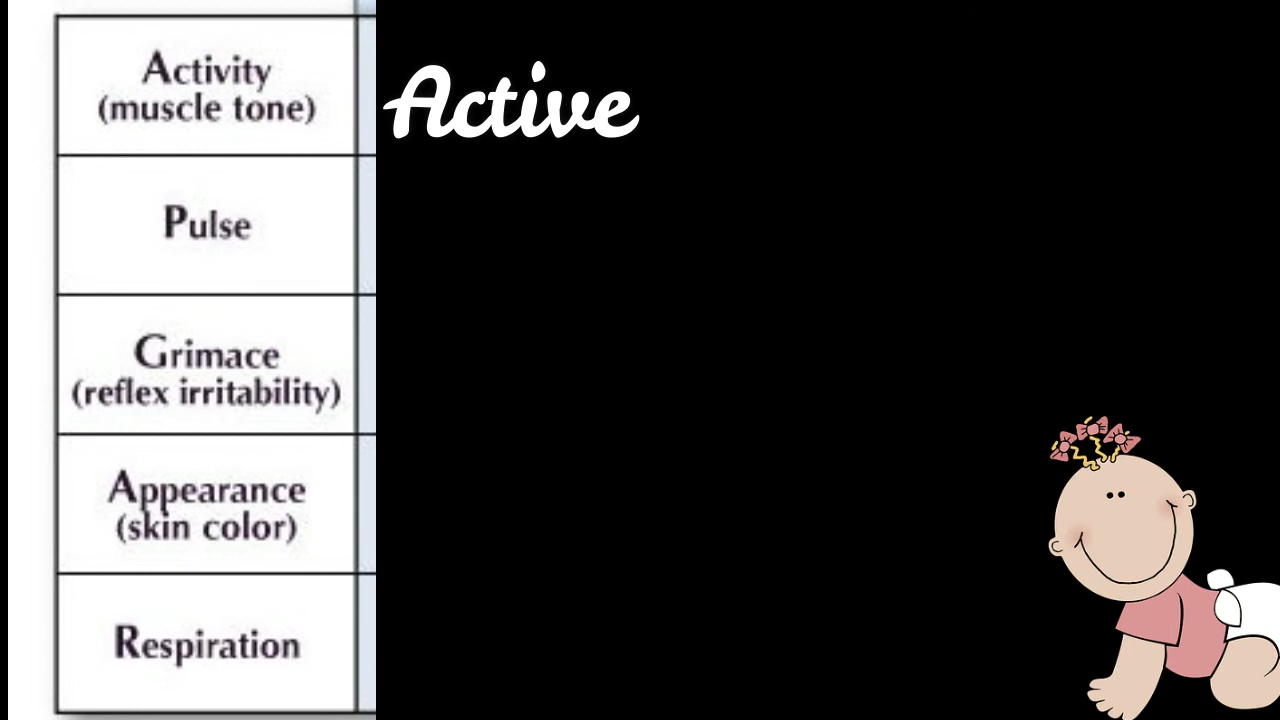 Activity
(muscle tone)
Active
Pulse
Grimace
(reflex irritability)
Appearance
(skin color)
Respiration